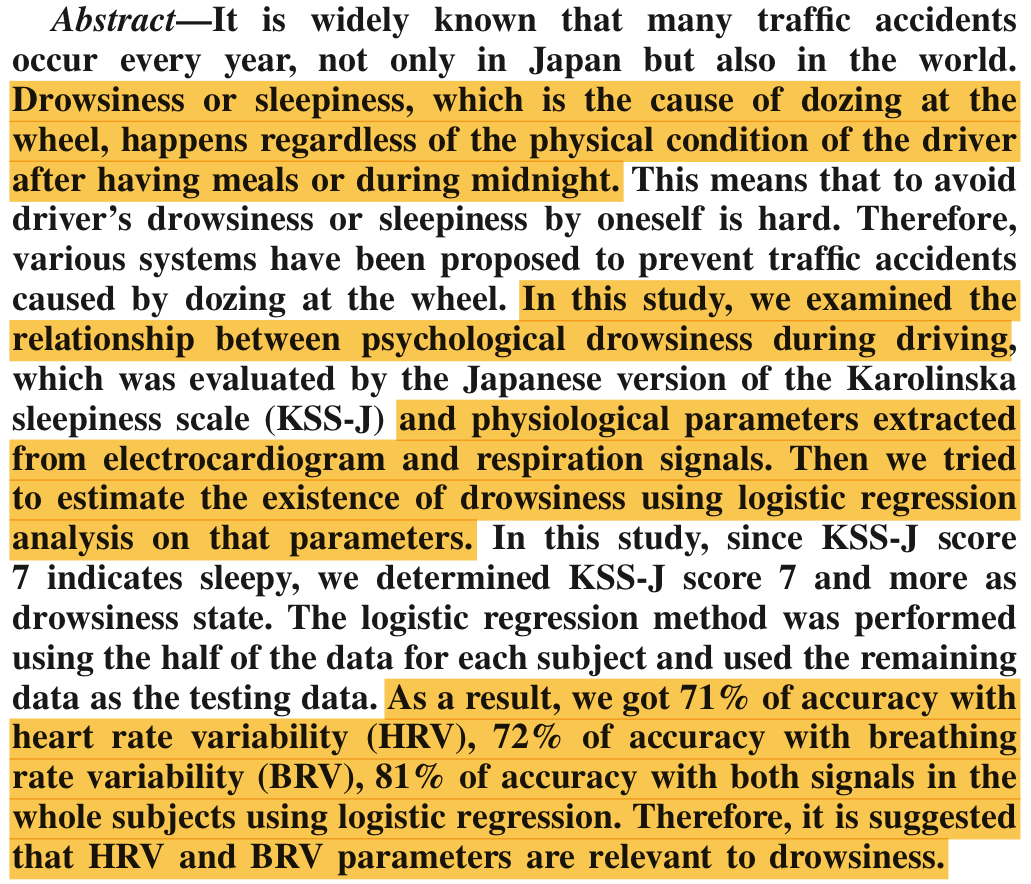 Abstract—It is widely known that many traffic accidents
occur every year, not only in Japan but also in the world.
Drowsiness or sleepiness, which is the cause of dozing at the
wheel, happens regardless of the physical condition of the driver
after having meals or during midnight. This means that to avoid
driver's drowsiness or sleepiness by oneself is hard. Therefore,
various systems have been proposed to prevent traffic accidents
caused by dozing at the wheel. In this study, we examined the
relationship between psychological drowsiness during driving,
which was evaluated by the Japanese version of the Karolinska
sleepiness scale (KSS-J) and physiological parameters extracted
from electrocardiogram and respiration signals. Then we tried
to estimate the existence of drowsiness using logistic regression
analysis on that parameters. In this study, since KSS-J score
7 indicates sleepy, we determined KSS-J score 7 and more as
drowsiness state. The logistic regression method was performed
using the half of the data for each subject and used the remaining
data as the testing data. As a result, we got 71% of accuracy with
heart rate variability (HRV), 72% of accuracy with breathing
rate variability (BRV), 81% of accuracy with both signals in the
whole subjects using logistic regression. Therefore, it is suggested
that HRV and BRV parameters are relevant to drowsiness.